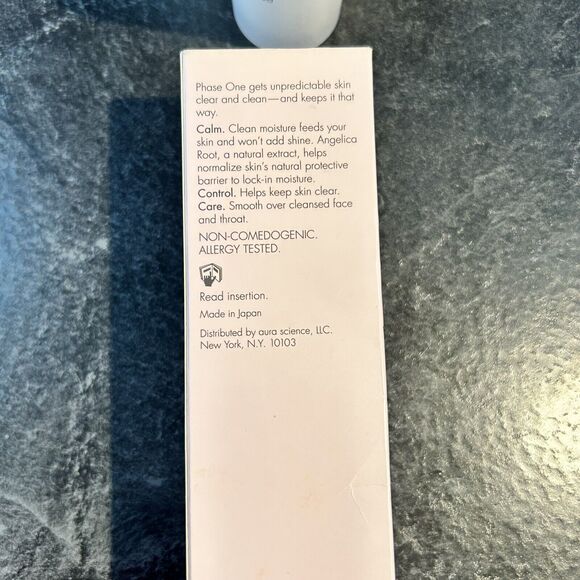 Phase One gets unpredictable skin
clear and clean—and keeps it that
way.
Calm. Clean moisture feeds your
skin and won't add shine. Angelica
Root, a natural extract, helps
normalize skin's natural protective
barrier to lock-in moisture.
Control. Helps keep skin clear.
Care. Smooth over cleansed face
and throat.
NON-COMEDOGENIC.
ALLERGY TESTED.
Read insertion.
Made in Japan
Distributed by aura science, LLC.
New York, N.Y. 10103